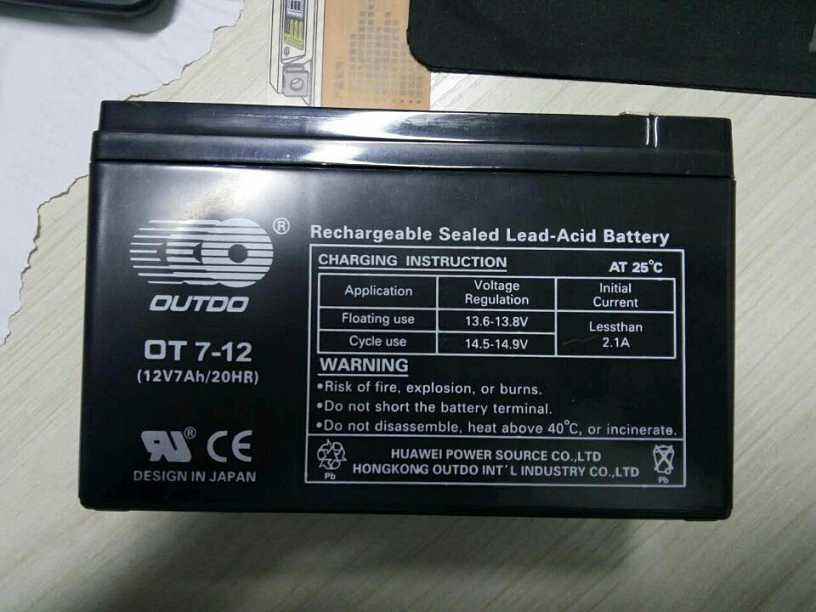 ®
OUTDO
OT 7-12
(12V7Ah/20HR)
® CE
DESIGN IN JAPAN
Rechargeable Sealed Lead-Acid Battery
CHARGING INSTRUCTION AT 25°C
Application Voltage Regulation Initial Current
Floating use 13.6-13.8V Lessthan 2.1A
Cycle use 14.5-14.9V
WARNING
•Risk of fire, explosion, or burns.
•Do not short the battery terminal.
•Do not disassemble, heat above 40°C, or incinerate.
Pb HUAWEI POWER SOURCE CO.,LTD Pb
HONGKONG OUTDO INT'L INDUSTRY CO.,LTD